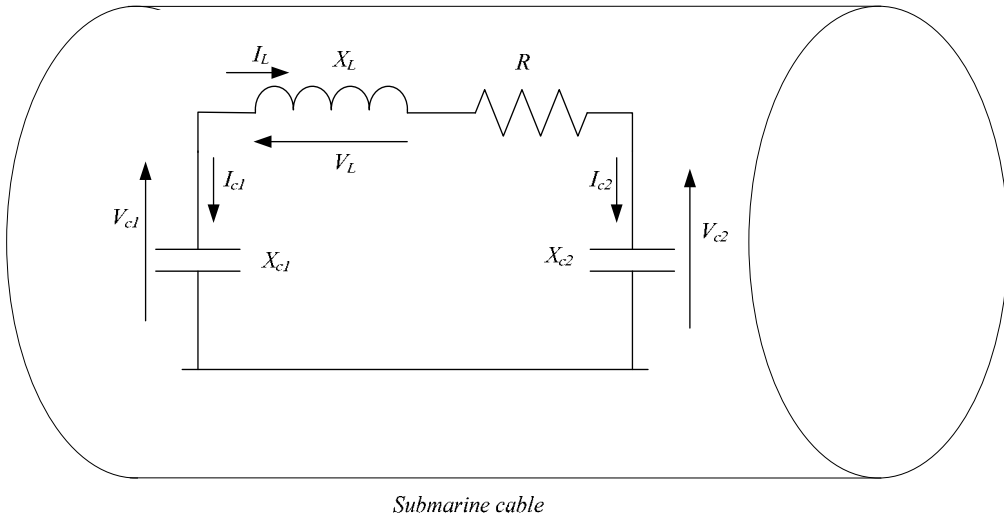 I_L
X_L
R
V_L
I_c1
I_c2
V_c1
V_c2
X_c1
X_c2
Submarine cable